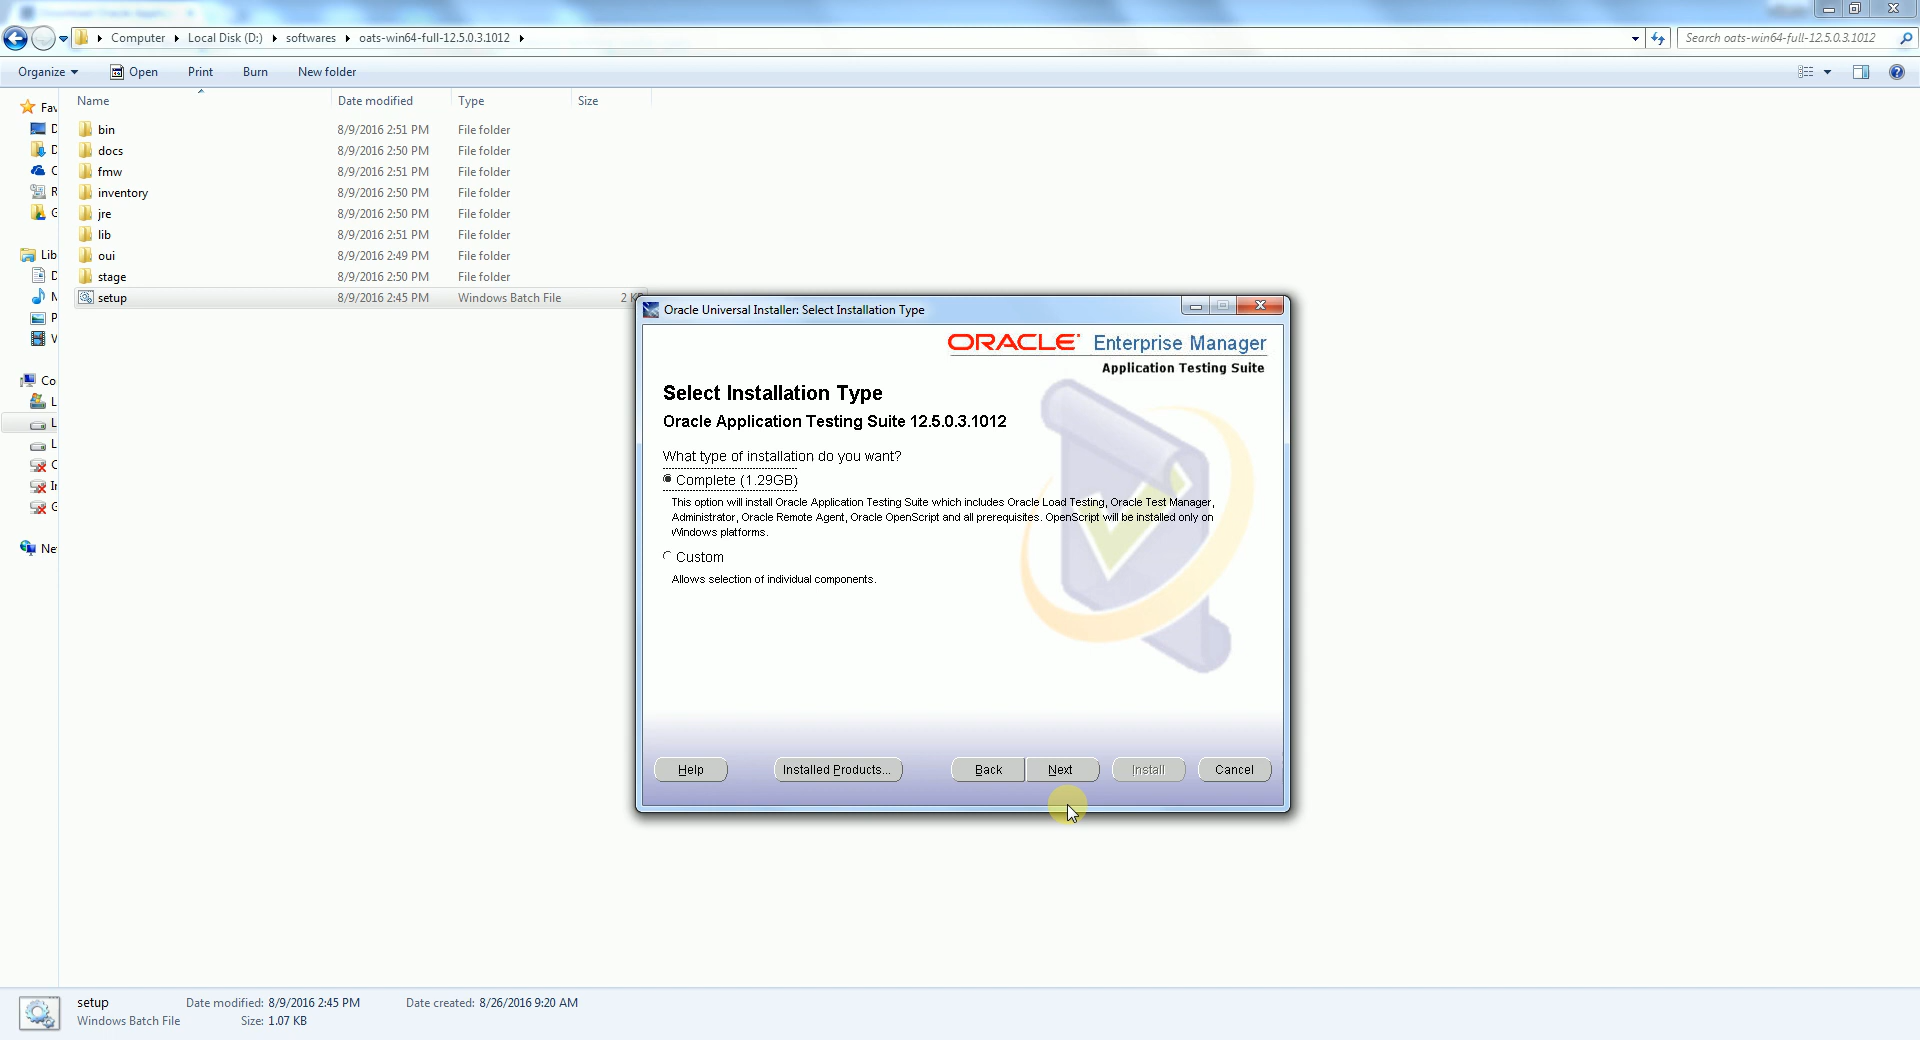 Computer ▸ Local Disk (D:) ▸ softwares ▸ oats-win64-full-12.5.0.3.1012 ▸
Search oats-win64-full-12.5.0.3.1012
Organize Open Print Burn New folder
Name Date modified Type Size
bin 8/9/2016 2:51 PM File folder
docs 8/9/2016 2:50 PM File folder
fmw 8/9/2016 2:51 PM File folder
inventory 8/9/2016 2:50 PM File folder
jre 8/9/2016 2:50 PM File folder
lib 8/9/2016 2:51 PM File folder
oui 8/9/2016 2:49 PM File folder
stage 8/9/2016 2:50 PM File folder
setup 8/9/2016 2:45 PM Windows Batch File 2 K
Fav
Lib
Co
Ne
Oracle Universal Installer: Select Installation Type
ORACLE Enterprise Manager
Application Testing Suite
Select Installation Type
Oracle Application Testing Suite 12.5.0.3.1012
What type of installation do you want?
Complete (1.29GB)
This option will install Oracle Application Testing Suite which includes Oracle Load Testing, Oracle Test Manager,
Administrator, Oracle Remote Agent, Oracle OpenScript and all prerequisites. OpenScript will be installed only on
Windows platforms.
Custom
Allows selection of individual components.
Help Installed Products... Back Next Install Cancel
setup Date modified: 8/9/2016 2:45 PM Date created: 8/26/2016 9:20 AM
Windows Batch File Size: 1.07 KB